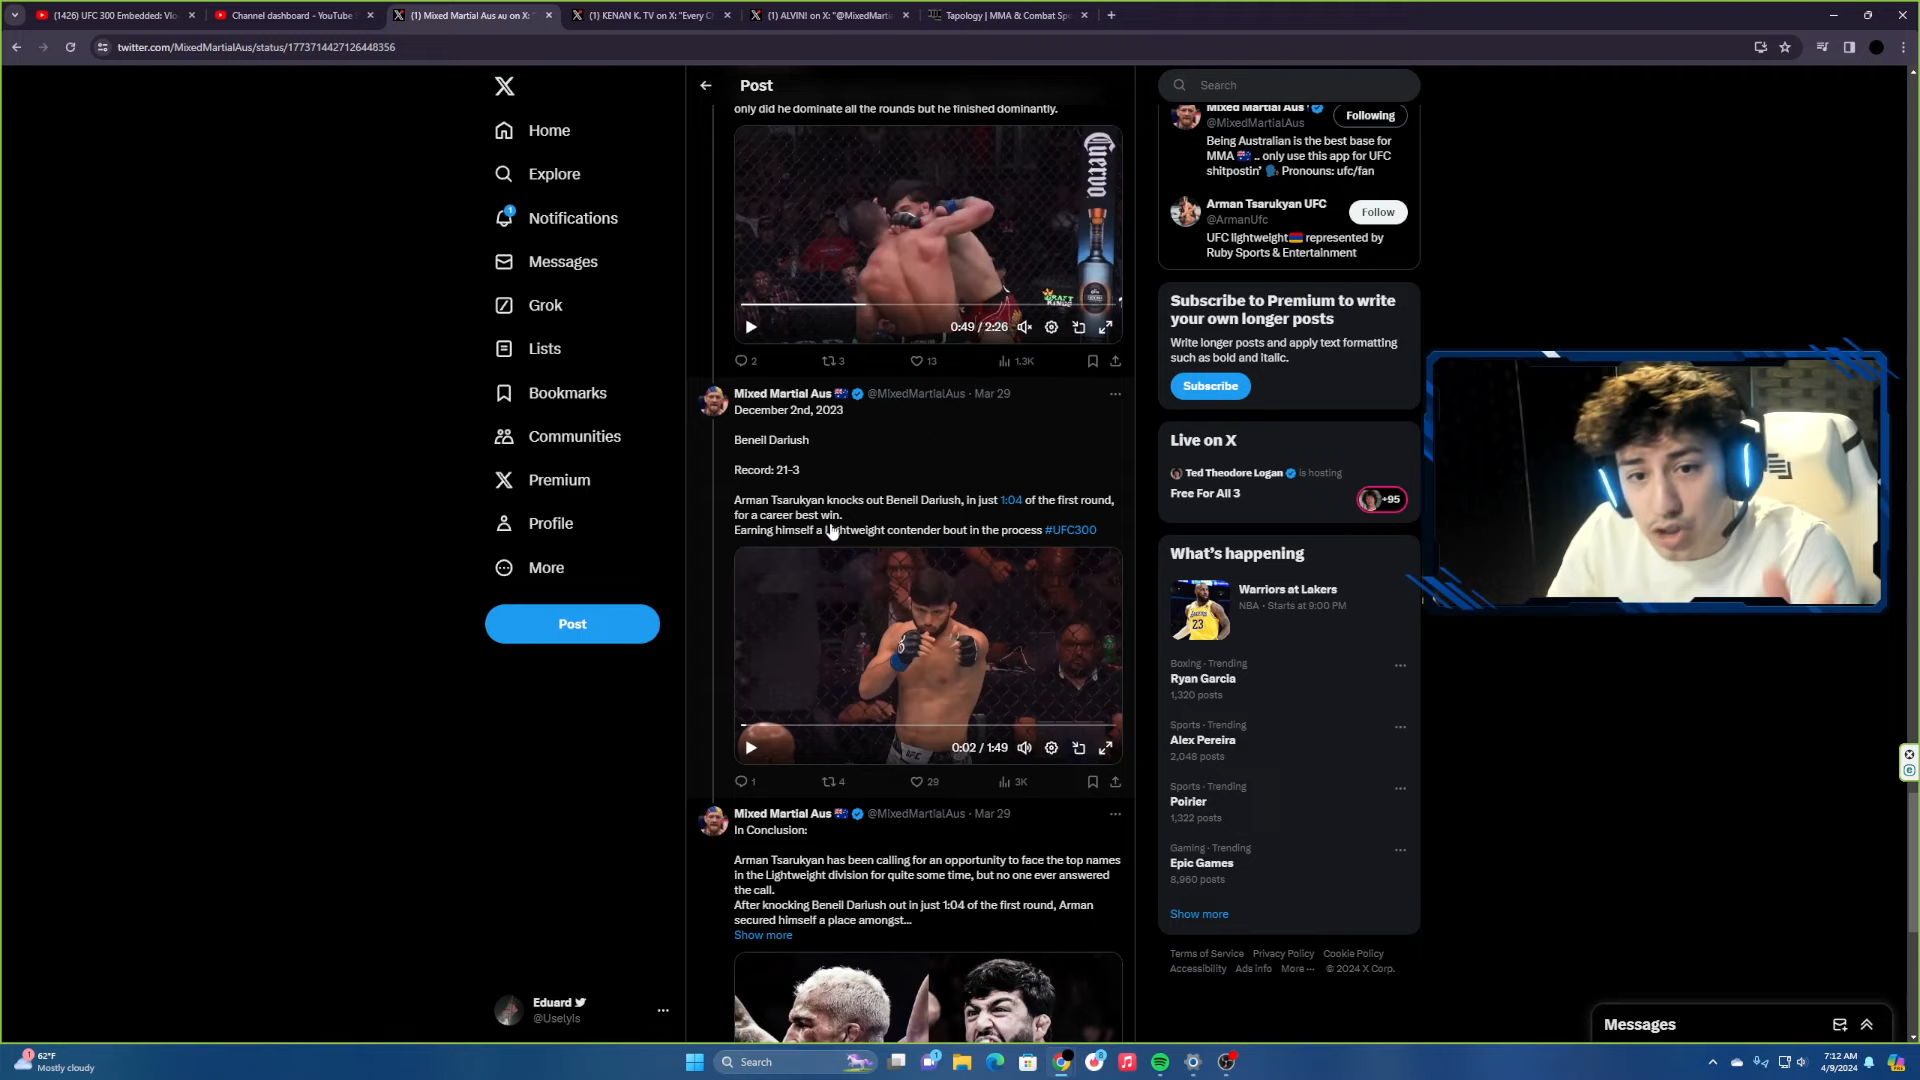 (1426) UFC 300 Embedded: Vlo
Channel dashboard - YouTube
(1) Mixed Martial Aus AU on X: "
(1) KENAN K. TV on X: "Every C
(1) ALVIN! on X: "@MixedMartia
Tapology | MMA & Combat Spo
twitter.com/MixedMartialAus/status/1773714427126448356
Home
Explore
1
Notifications
Messages
Grok
Lists
Bookmarks
Communities
Premium
Profile
More
Post
Eduard
@Uselyls
Post
only did he dominate all the rounds but he finished dominantly.
Cuervo
DRAFT
KINGS
0:49 / 2:26
2
3
13
1.3K
Mixed Martial Aus @MixedMartialAus · Mar 29
December 2nd, 2023
Beneil Dariush
Record: 21-3
Arman Tsarukyan knocks out Beneil Dariush, in just 1:04 of the first round,
for a career best win.
Earning himself a Lightweight contender bout in the process #UFC300
UFC
0:02 / 1:49
1
4
29
3K
Mixed Martial Aus @MixedMartialAus · Mar 29
In Conclusion:
Arman Tsarukyan has been calling for an opportunity to face the top names
in the Lightweight division for quite some time, but no one ever answered
the call.
After knocking Beneil Dariush out in just 1:04 of the first round, Arman
secured himself a place amongst...
Show more
Search
Mixed Martial Aus
@MixedMartialAus
Following
Being Australian is the best base for
MMA .. only use this app for UFC
shitpostin' Pronouns: ufc/fan
Arman Tsarukyan UFC
@ArmanUfc
Follow
UFC lightweight represented by
Ruby Sports & Entertainment
Subscribe to Premium to write
your own longer posts
Write longer posts and apply text formatting
such as bold and italic.
Subscribe
Live on X
Ted Theodore Logan is hosting
Free For All 3
+95
What's happening
Warriors at Lakers
NBA · Starts at 9:00 PM
23
Boxing · Trending
Ryan Garcia
1,320 posts
Sports · Trending
Alex Pereira
2,048 posts
Sports · Trending
Poirier
1,322 posts
Gaming · Trending
Epic Games
8,960 posts
Show more
Terms of Service Privacy Policy Cookie Policy
Accessibility Ads info More ··· © 2024 X Corp.
Messages
62°F
Mostly cloudy
Search
7:12 AM
4/9/2024